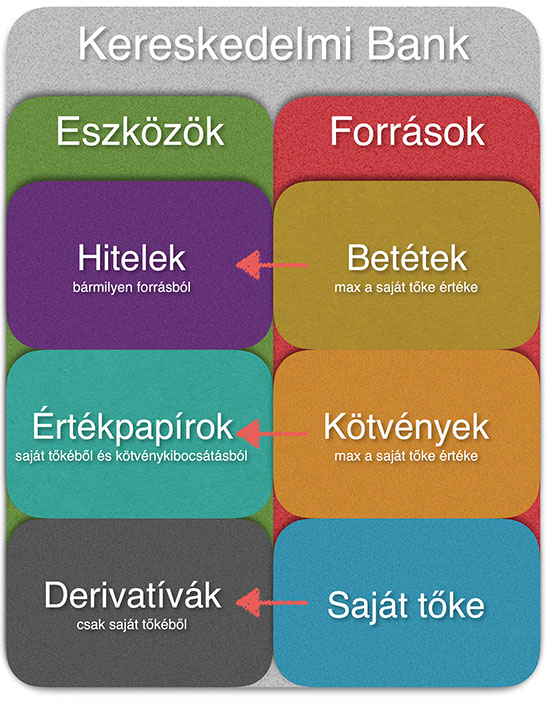 Kereskedelmi Bank
Eszközök
Források
Hitelek
bármilyen forrásból
Betétek
max a saját tőke értéke
Értékpapírok
saját tőkéből és kötvénykibocsátásból
Kötvények
max a saját tőke értéke
Derivatívák
csak saját tőkéből
Saját tőke